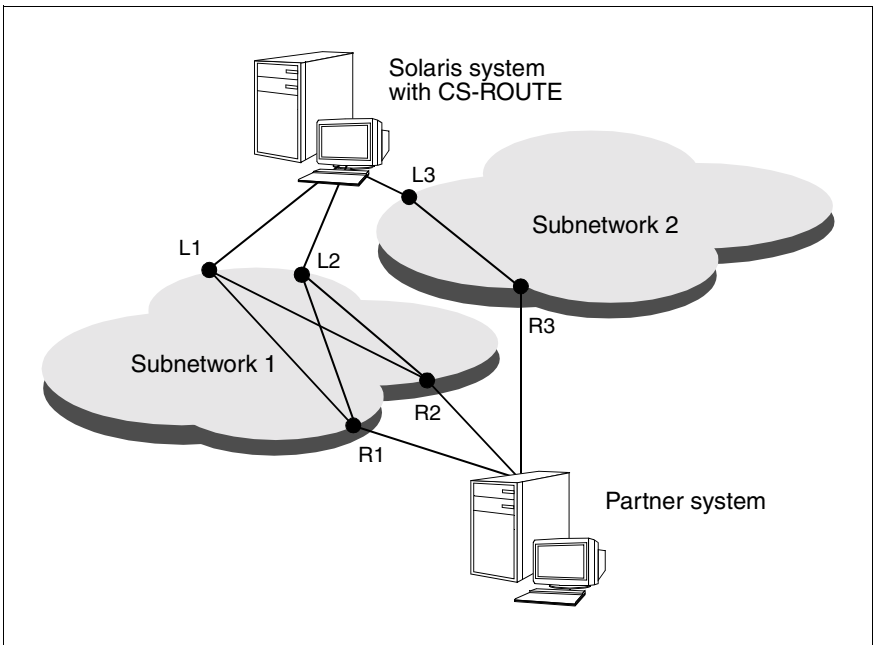 Solaris system
with CS-ROUTE
L3
Subnetwork 2
L1
L2
R3
Subnetwork 1
R2
R1
Partner system